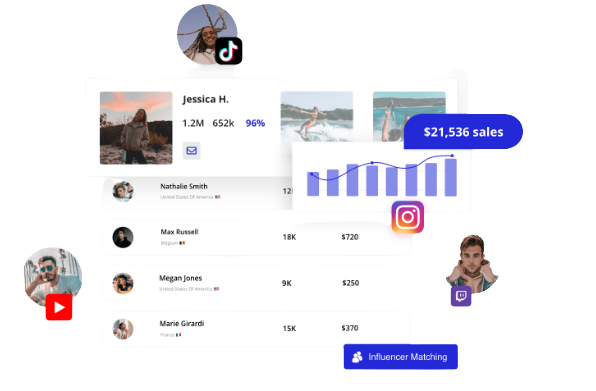 Jessica H.
1.2M 652k 96%
$21,536 sales
Nathalie Smith
United States Of America
12
Max Russell
Belgium
18K $720
Megan Jones
United States Of America
9K $250
Marie Girardi
France
15K $370
Influencer Matching